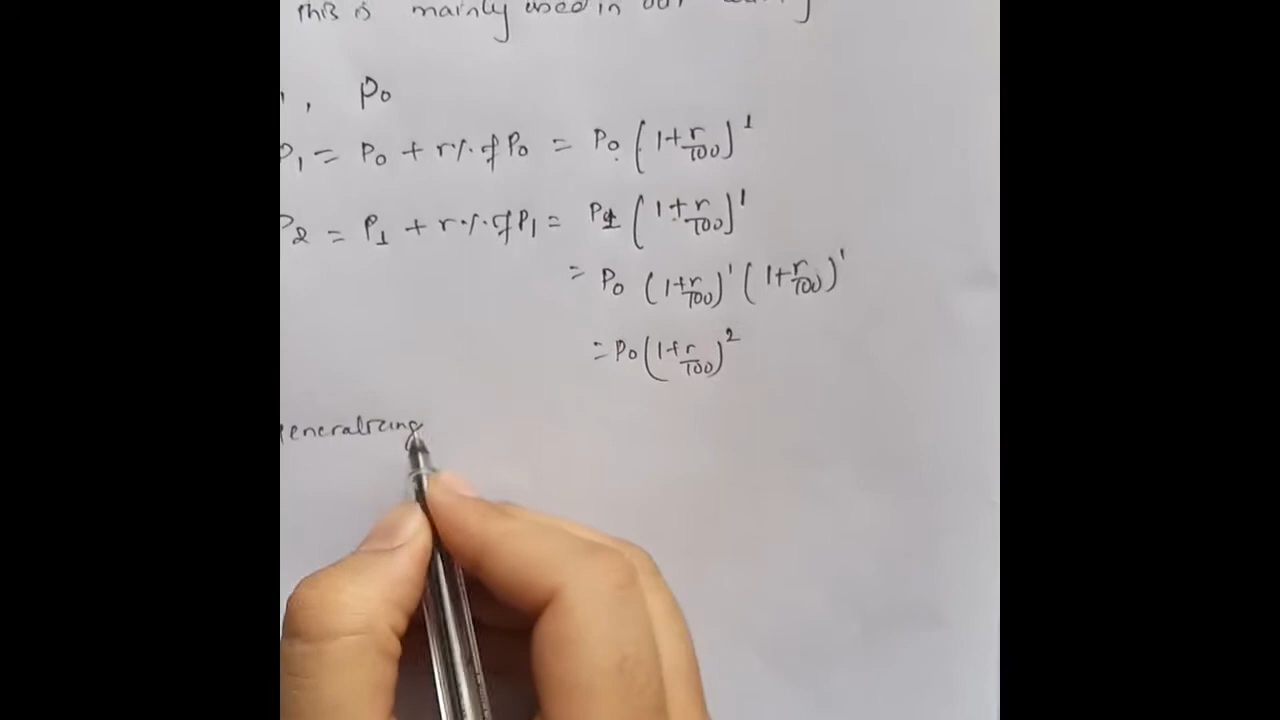 This is mainly used in our
, P₀
P₁ = P₀ + r% of P₀ = P₀ (1+r/100)¹
P₂ = P₁ + r% of P₁ = P₁ (1+r/100)¹
= P₀ (1+r/100)¹ (1+r/100)¹
= P₀ (1+r/100)²
generalizing